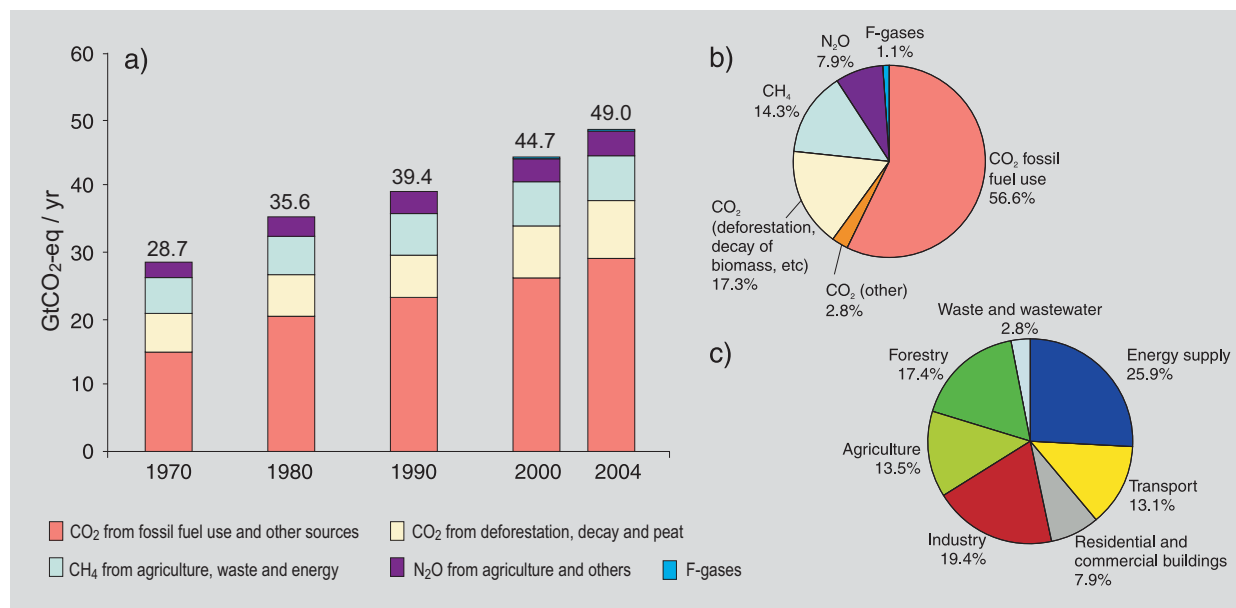 a)
GtCO₂-eq / yr
60
50
40
30
20
10
0
28.7
35.6
39.4
44.7
49.0
1970
1980
1990
2000
2004
CO₂ from fossil fuel use and other sources
CO₂ from deforestation, decay and peat
CH₄ from agriculture, waste and energy
N₂O from agriculture and others
F-gases
b)
F-gases
1.1%
N₂O
7.9%
CH₄
14.3%
CO₂ fossil
fuel use
56.6%
CO₂
(deforestation,
decay of
biomass, etc)
17.3%
CO₂ (other)
2.8%
c)
Waste and wastewater
2.8%
Forestry
17.4%
Energy supply
25.9%
Agriculture
13.5%
Transport
13.1%
Industry
19.4%
Residential and
commercial buildings
7.9%